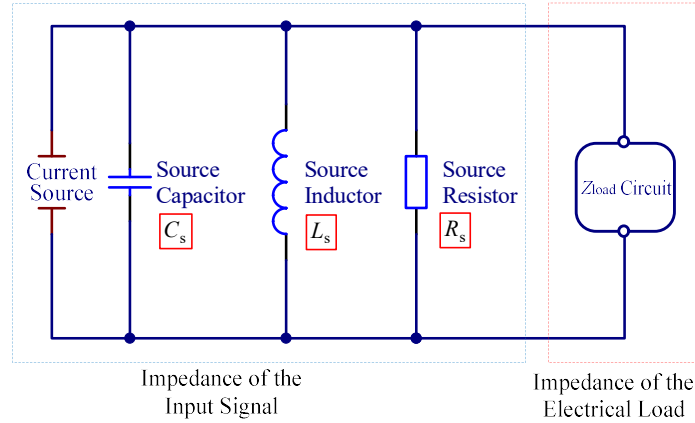 Current
Source
Source
Capacitor
Cs
Source
Inductor
Ls
Source
Resistor
Rs
Zload Circuit
Impedance of the
Input Signal
Impedance of the
Electrical Load